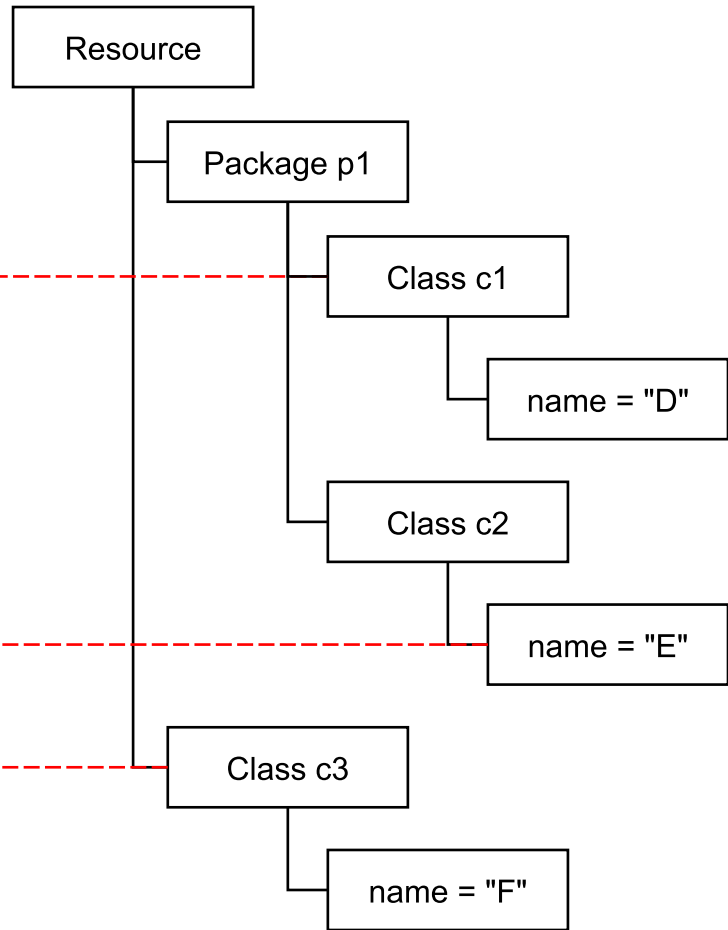 Resource
Package p1
Class c1
name = "D"
Class c2
name = "E"
Class c3
name = "F"